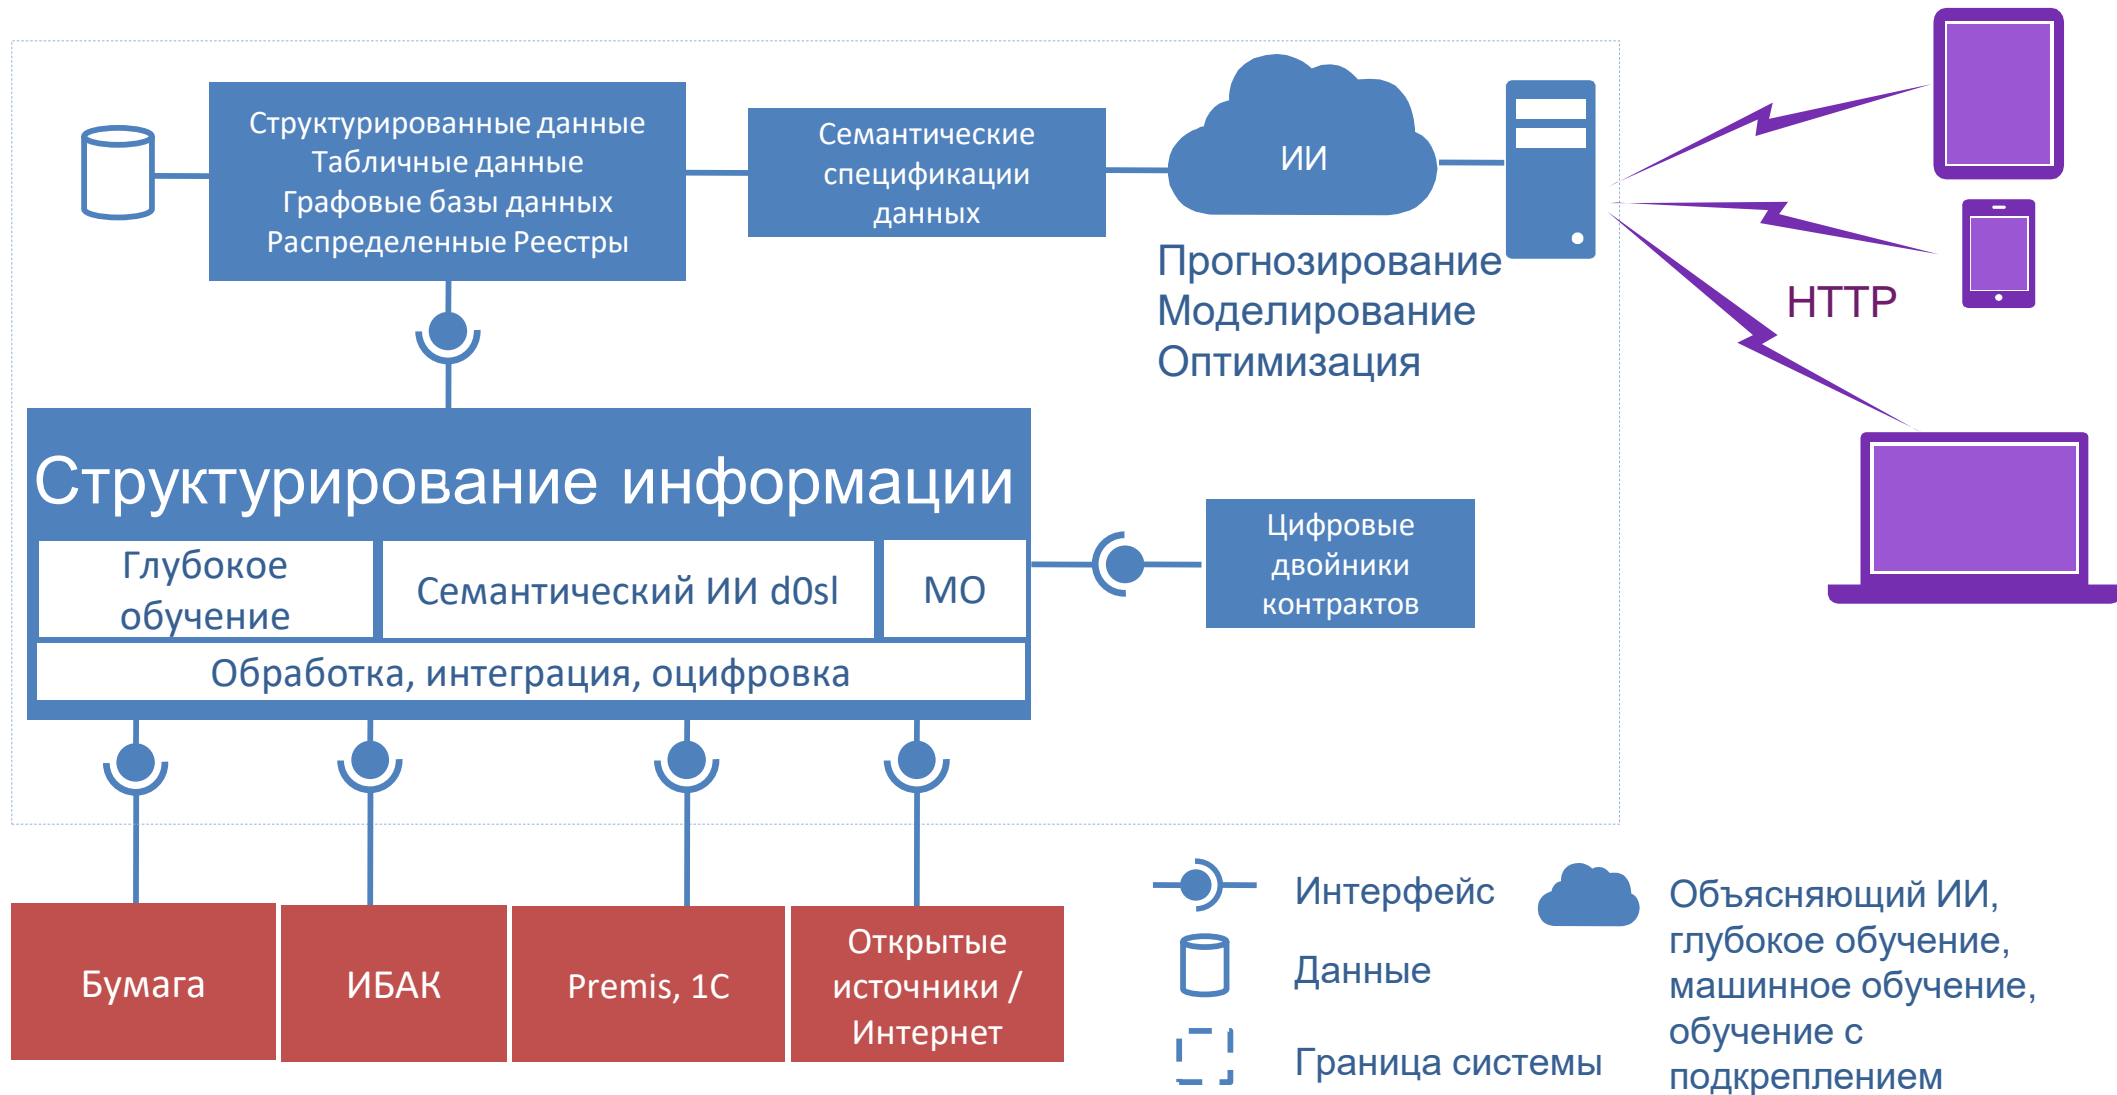 Структурированные данные
Табличные данные
Графовые базы данных
Распределенные Реестры
Семантические
спецификации
данных
ИИ
Прогнозирование
Моделирование
Оптимизация
HTTP
Структурирование информации
Глубокое
обучение
Семантический ИИ d0sl
МО
Обработка, интеграция, оцифровка
Цифровые
двойники
контрактов
Бумага
ИБАК
Premis, 1С
Открытые
источники /
Интернет
Интерфейс
Данные
Граница системы
Объясняющий ИИ,
глубокое обучение,
машинное обучение,
обучение с
подкреплением